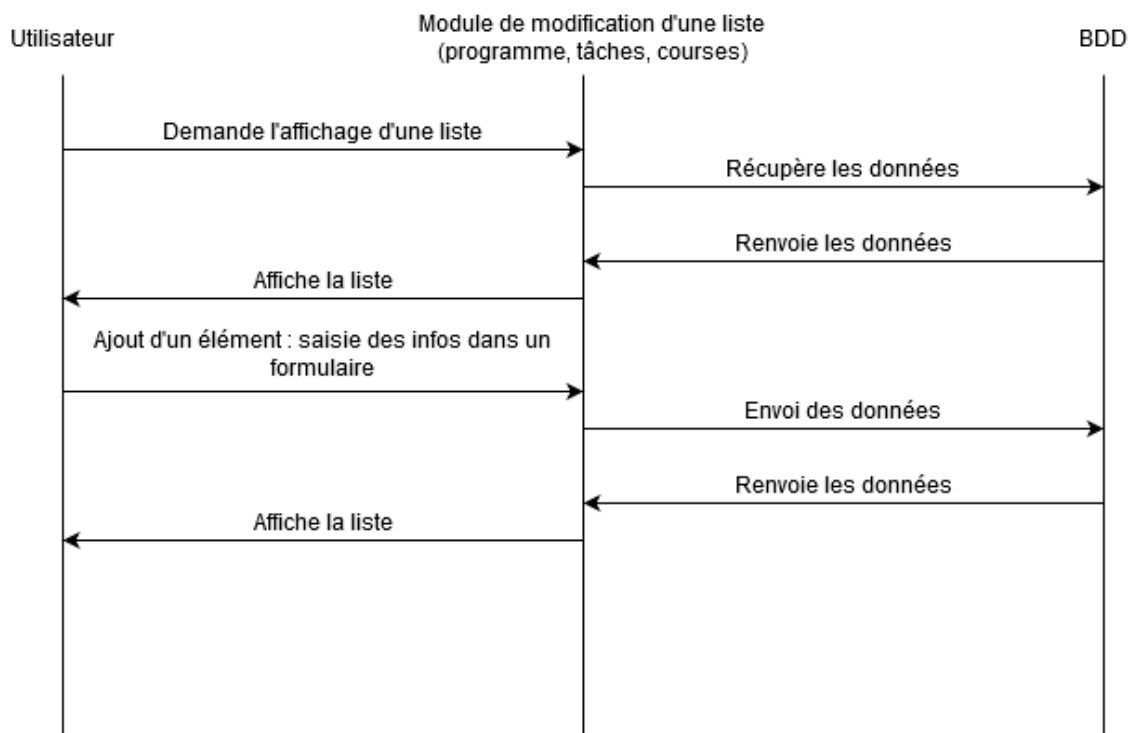 Utilisateur
Module de modification d'une liste
(programme, tâches, courses)
BDD
Demande l'affichage d'une liste
Récupère les données
Renvoie les données
Affiche la liste
Ajout d'un élément : saisie des infos dans un
formulaire
Envoi des données
Renvoie les données
Affiche la liste